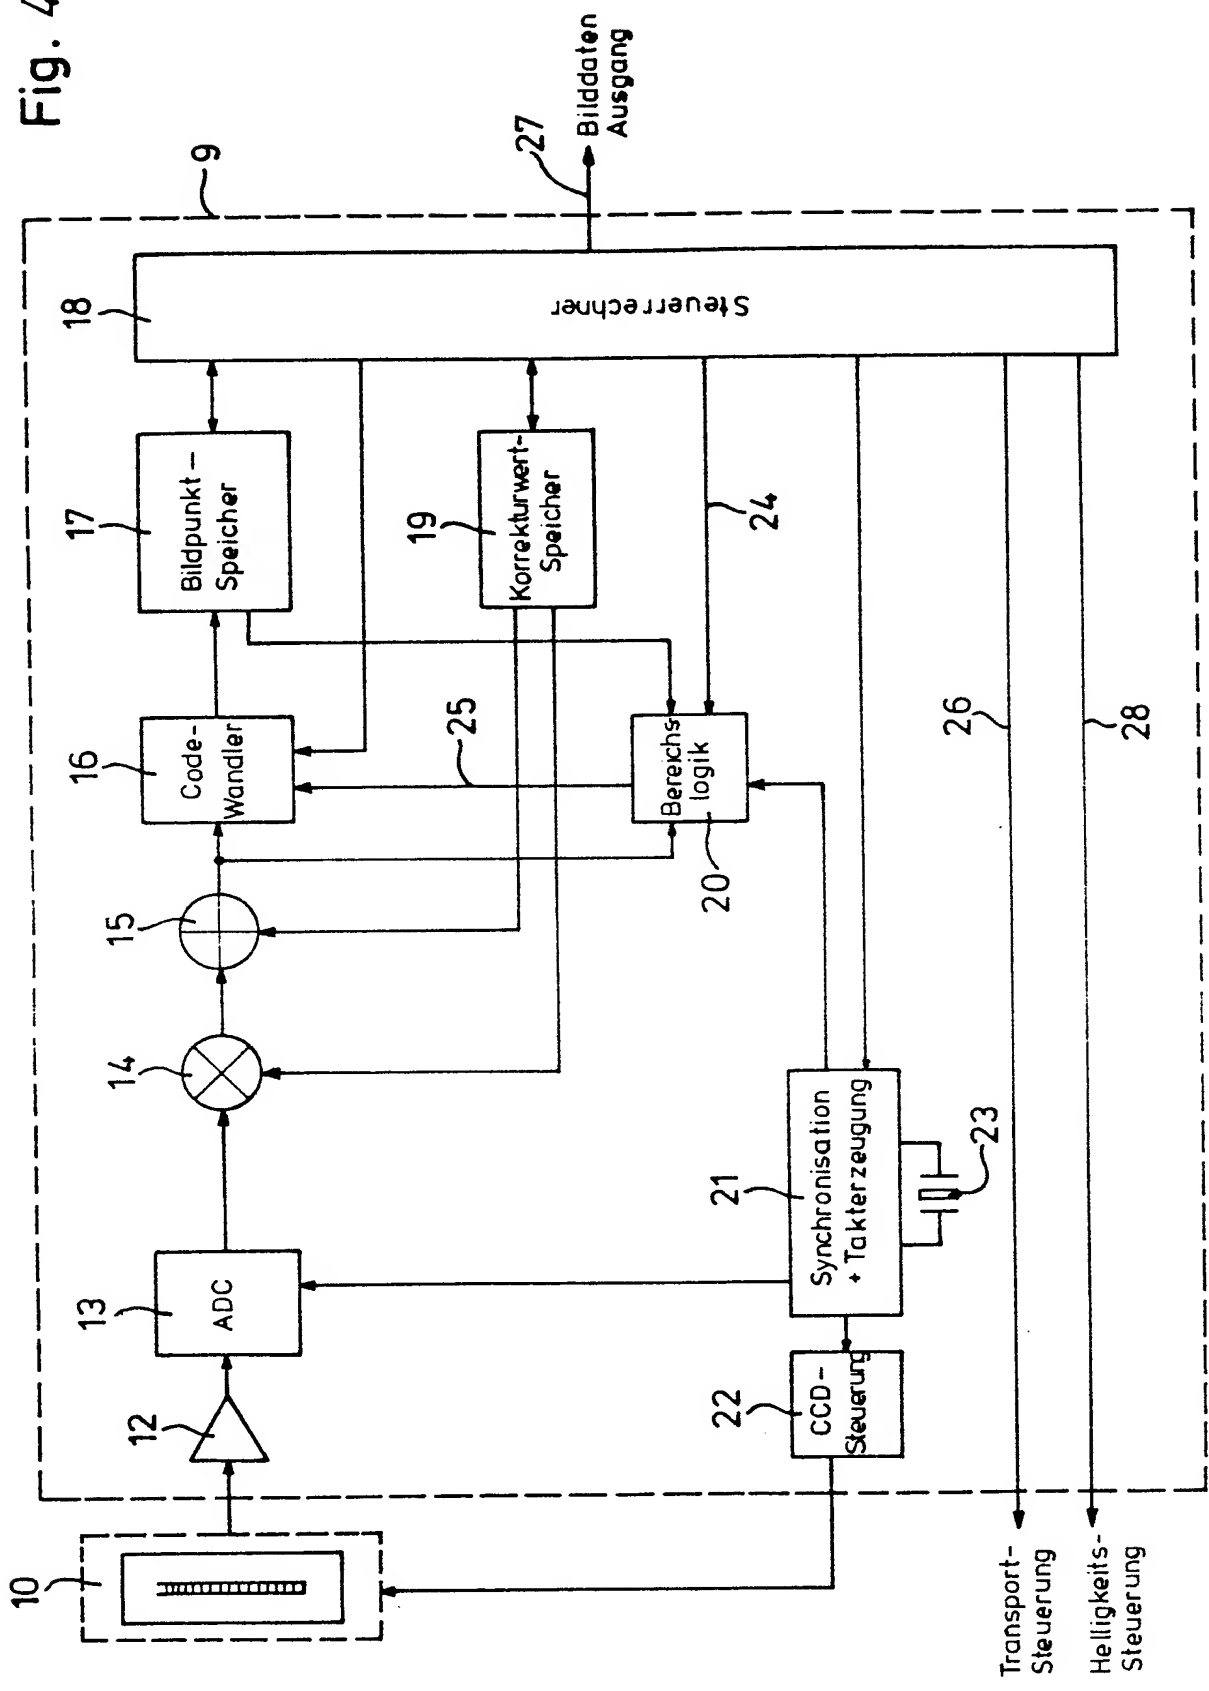 Fig. 4
9
10
12
13
ADC
14
15
16
Code-
Wandler
17
Bildpunkt-
Speicher
18
Steuerrechner
27
Bilddaten
Ausgang
19
Korrekturwert-
Speicher
25
24
Bereichs
logik
20
21
Synchronisation
+ Takterzeugung
23
22
CCD-
Steuerung
26
28
Transport-
Steuerung
Helligkeits-
Steuerung